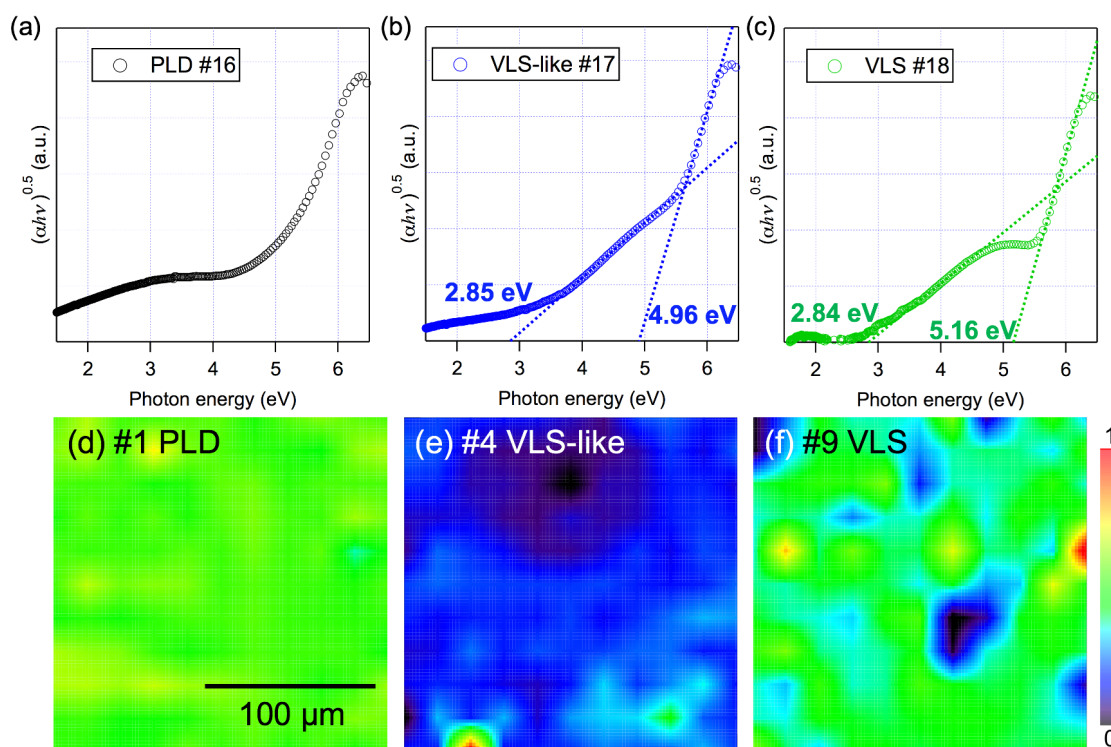 (a)
PLD #16
(αhν)^0.5 (a.u.)
2 3 4 5 6
Photon energy (eV)
(b)
VLS-like #17
(αhν)^0.5 (a.u.)
2.85 eV
4.96 eV
2 3 4 5 6
Photon energy (eV)
(c)
VLS #18
(αhν)^0.5 (a.u.)
2.84 eV
5.16 eV
2 3 4 5 6
Photon energy (eV)
(d) #1 PLD
100 µm
(e) #4 VLS-like
(f) #9 VLS
1
0